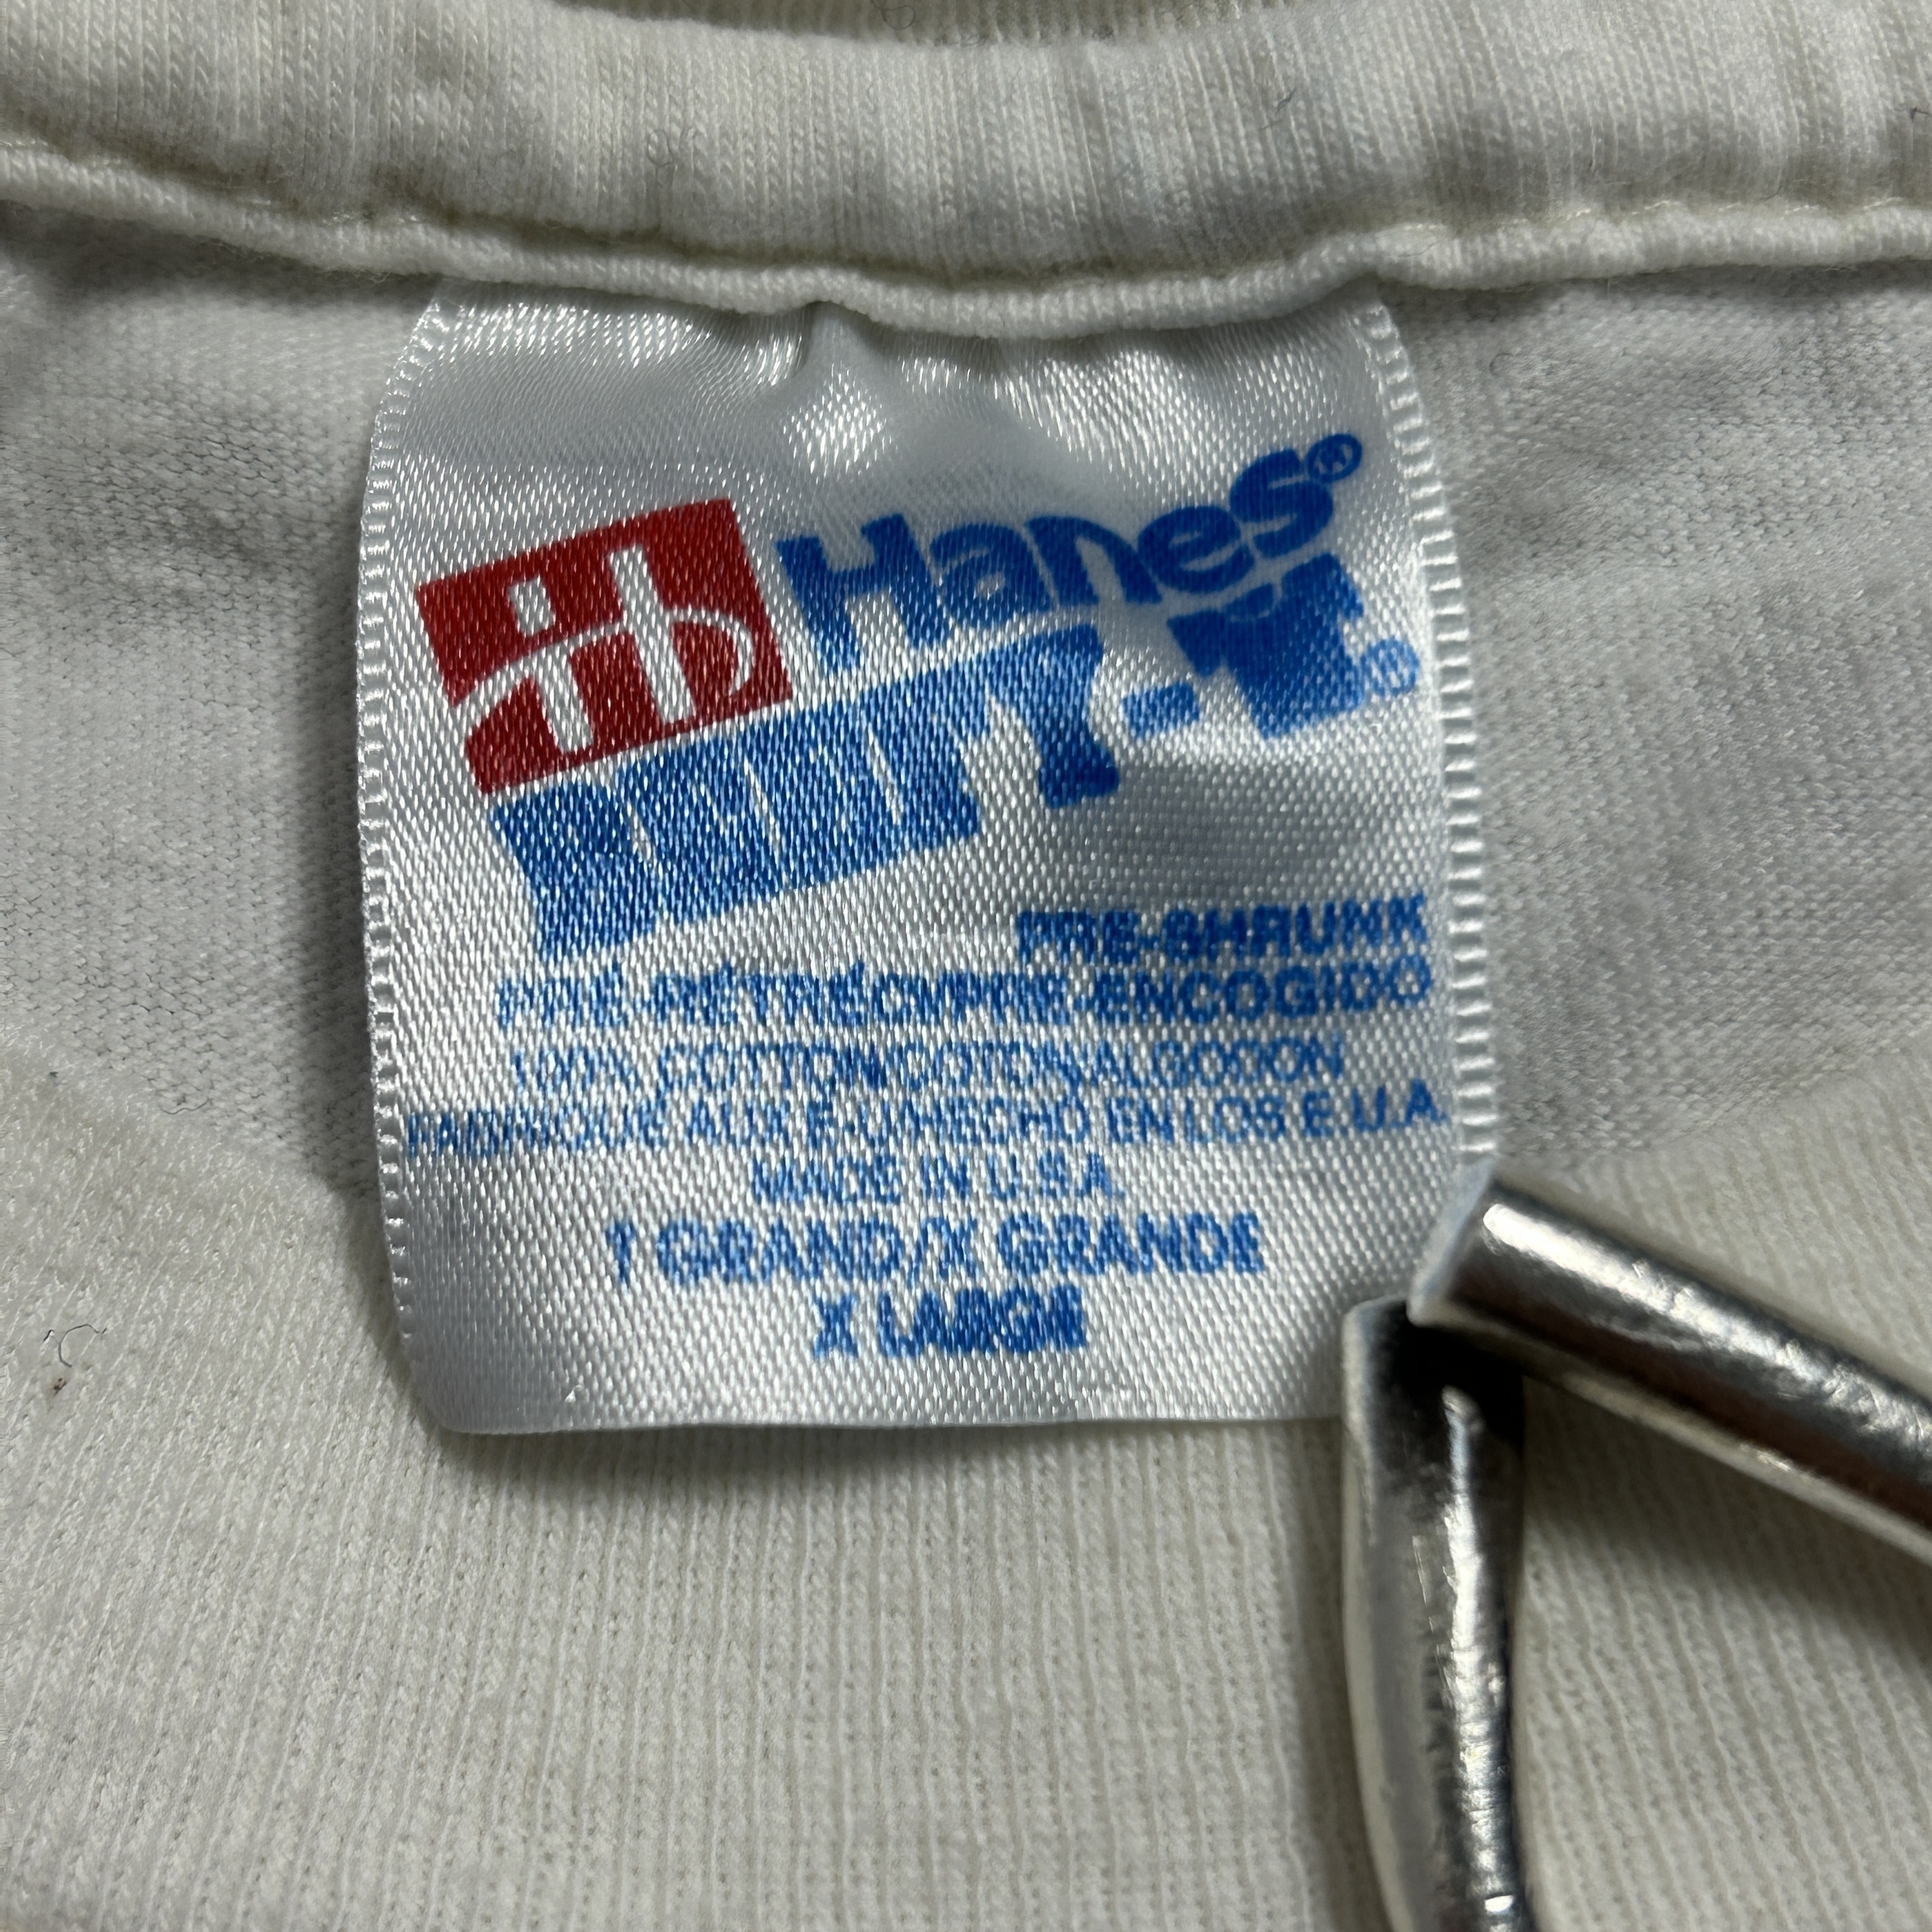 Hanes®
BEEFY-T®
PRE-SHRUNK
PRÉ-RÉTRÉCI/PRE-ENCOGIDO
100% COTTON/COTON/ALGODON
FABRIQUÉ AUX É.U./HECHO EN LOS E.U.A.
MADE IN U.S.A.
T GRAND/X GRANDE
X LARGE